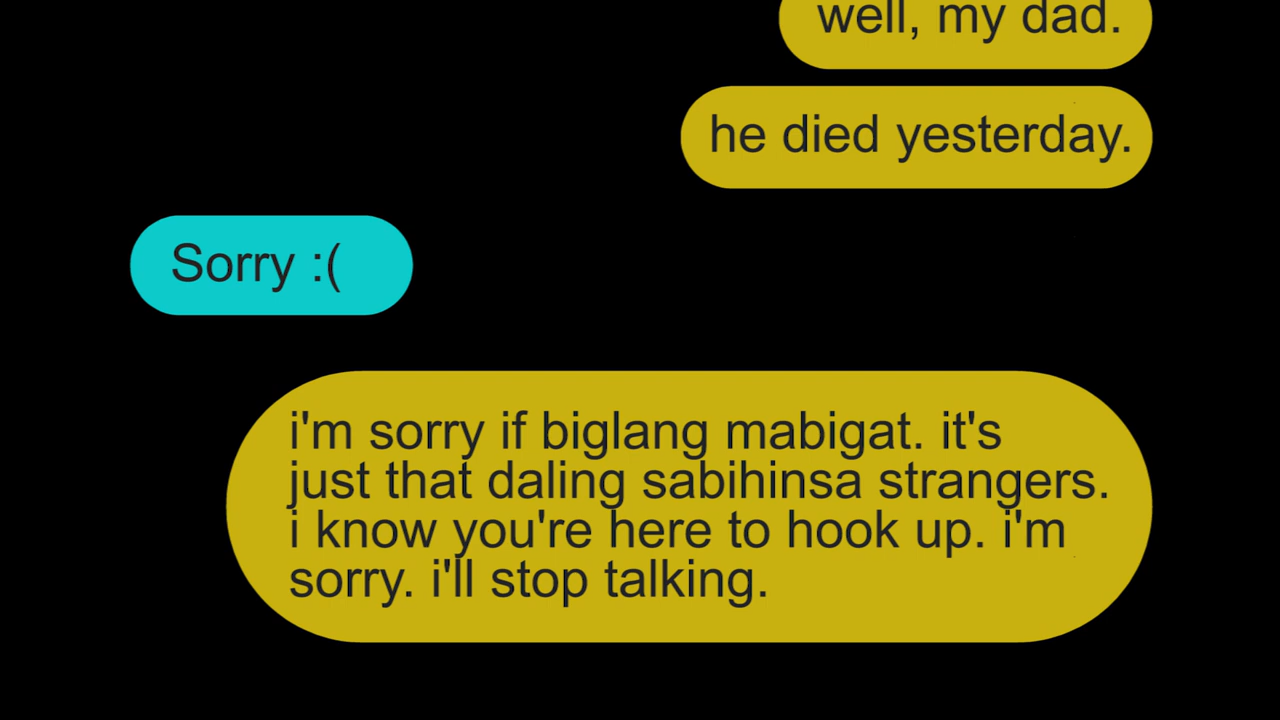 well, my dad.
he died yesterday.
Sorry :(
i'm sorry if biglang mabigat. it's
just that daling sabihinsa strangers.
i know you're here to hook up. i'm
sorry. i'll stop talking.